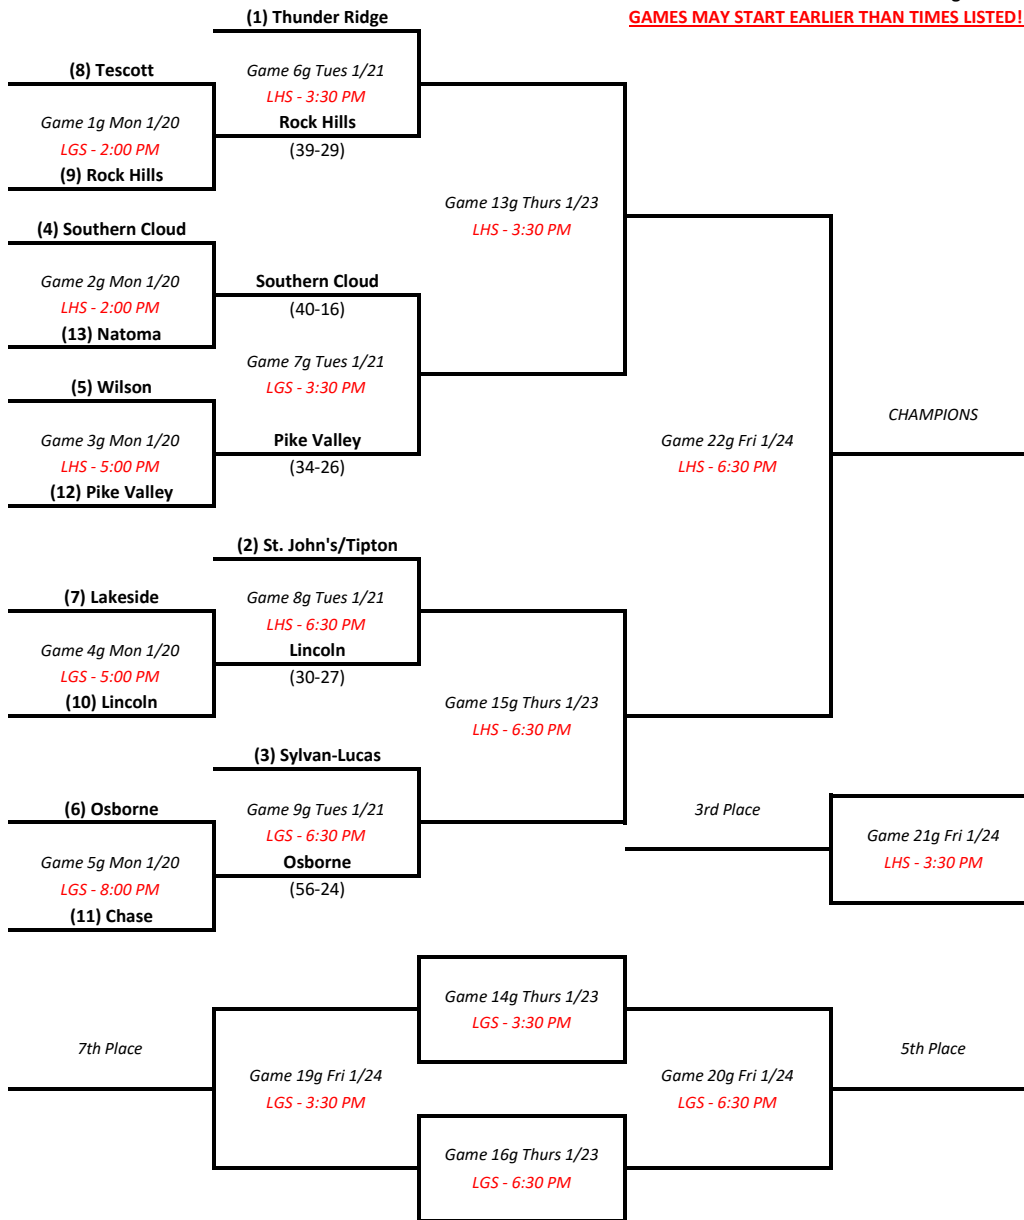 (1) Thunder Ridge
GAMES MAY START EARLIER THAN TIMES LISTED!
(8) Tescott
Game 6g Tues 1/21
LHS - 3:30 PM
Game 1g Mon 1/20
Rock Hills
LGS - 2:00 PM
(39-29)
(9) Rock Hills
Game 13g Thurs 1/23
LHS - 3:30 PM
(4) Southern Cloud
Game 2g Mon 1/20
Southern Cloud
LHS - 2:00 PM
(40-16)
(13) Natoma
Game 7g Tues 1/21
LGS - 3:30 PM
(5) Wilson
CHAMPIONS
Game 3g Mon 1/20
Pike Valley
Game 22g Fri 1/24
LHS - 5:00 PM
(34-26)
LHS - 6:30 PM
(12) Pike Valley
(2) St. John's/Tipton
(7) Lakeside
Game 8g Tues 1/21
LHS - 6:30 PM
Game 4g Mon 1/20
Lincoln
LGS - 5:00 PM
(30-27)
(10) Lincoln
Game 15g Thurs 1/23
LHS - 6:30 PM
(3) Sylvan-Lucas
(6) Osborne
Game 9g Tues 1/21
3rd Place
LGS - 6:30 PM
Game 21g Fri 1/24
LHS - 3:30 PM
Game 5g Mon 1/20
Osborne
LGS - 8:00 PM
(56-24)
(11) Chase
Game 14g Thurs 1/23
LGS - 3:30 PM
7th Place
5th Place
Game 19g Fri 1/24
LGS - 3:30 PM
Game 20g Fri 1/24
LGS - 6:30 PM
Game 16g Thurs 1/23
LGS - 6:30 PM